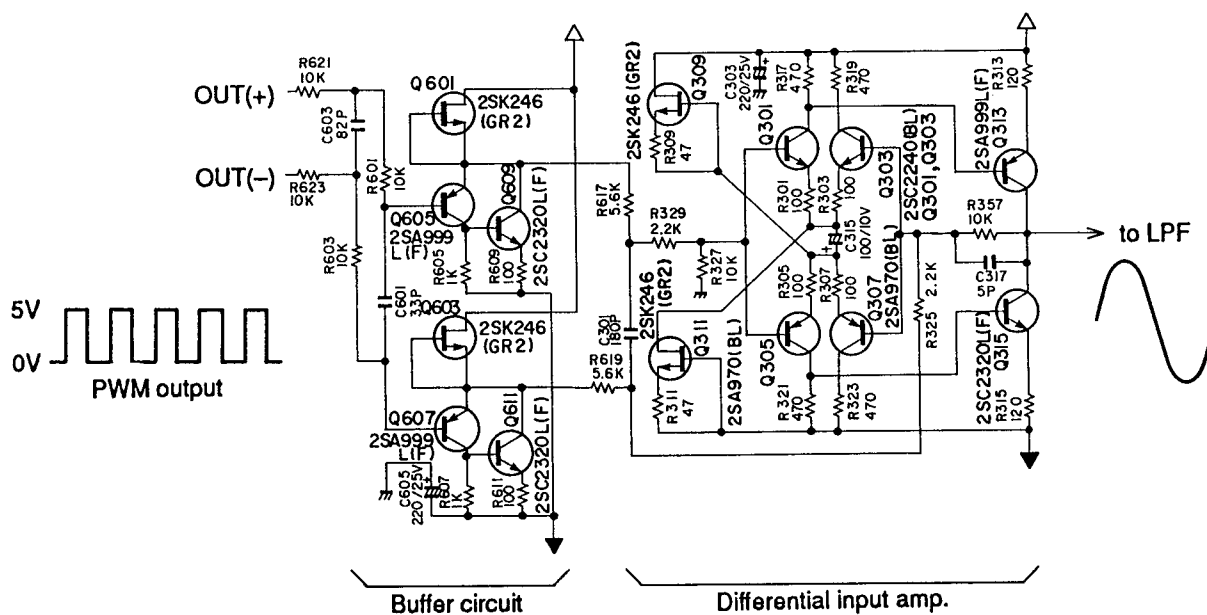 OUT(+)
R621
10K
C603
82P
OUT(-)
R623
10K
R601
10K
R603
10K
C601
33P
5V
0V
PWM output
Q601
2SK246
(GR2)
Q605
2SA999
L(F)
R605
1K
Q609
2SC2320L(F)
R609
100
Q603
2SK246
(GR2)
Q607
2SA999
L(F)
C605
220/25V
+
R607
1K
Q611
2SC2320L(F)
R611
100
R617
5.6K
R329
2.2K
R327
10K
C301
180P
R619
5.6K
2SK246(GR2)
Q309
R309
47
C303
220/25V
+
R317
470
R319
470
Q301
R301
100
R303
100
Q303
2SC2240(BL)
Q301,Q303
+
C315
100/10V
R305
100
R307
100
Q305
2SA970(BL)
Q307
2SA970(BL)
R321
470
R323
470
2SK246
(GR2)
Q311
R311
47
R313
120
2SA999L(F)
Q313
R357
10K
C317
5P
R325
2.2K
2SC2320L(F)
Q315
R315
120
to LPF
Buffer circuit
Differential input amp.